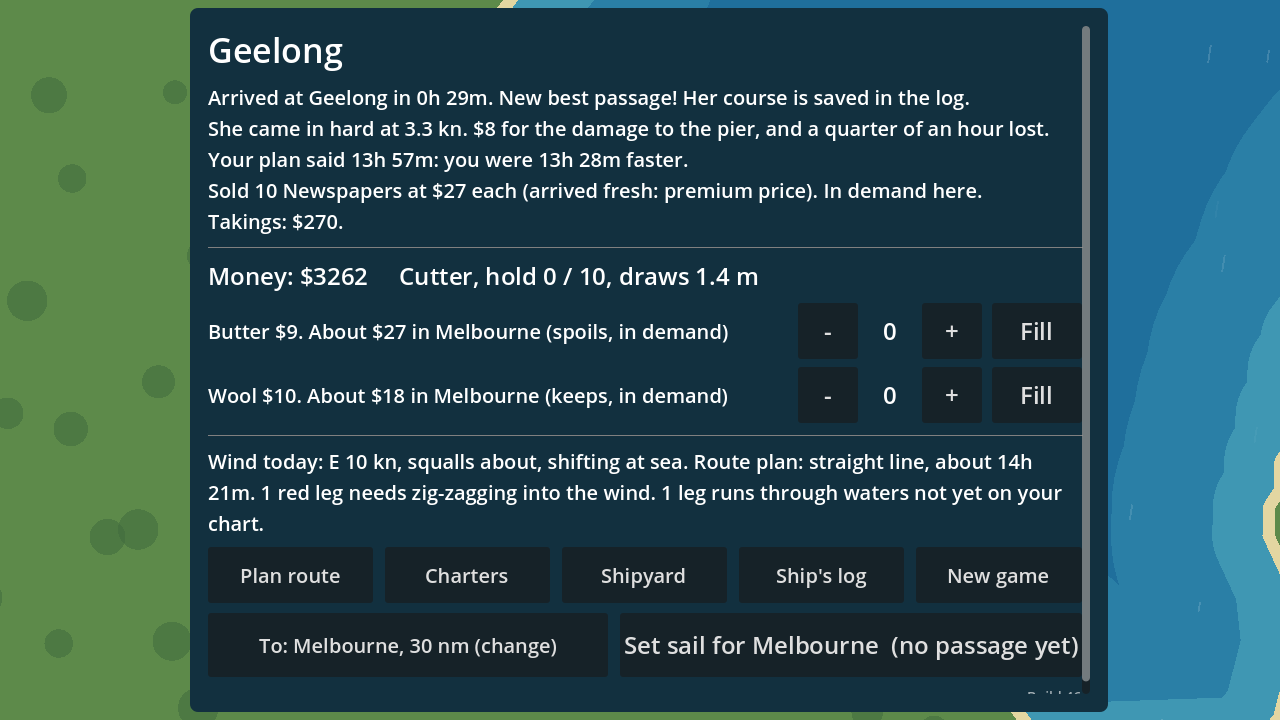 Geelong
Arrived at Geelong in 0h 29m. New best passage! Her course is saved in the log.
She came in hard at 3.3 kn. $8 for the damage to the pier, and a quarter of an hour lost.
Your plan said 13h 57m: you were 13h 28m faster.
Sold 10 Newspapers at $27 each (arrived fresh: premium price). In demand here.
Takings: $270.
Money: $3262 Cutter, hold 0 / 10, draws 1.4 m
Butter $9. About $27 in Melbourne (spoils, in demand) - 0 + Fill
Wool $10. About $18 in Melbourne (keeps, in demand) - 0 + Fill
Wind today: E 10 kn, squalls about, shifting at sea. Route plan: straight line, about 14h
21m. 1 red leg needs zig-zagging into the wind. 1 leg runs through waters not yet on your
chart.
Plan route Charters Shipyard Ship's log New game
To: Melbourne, 30 nm (change) Set sail for Melbourne (no passage yet)
Build